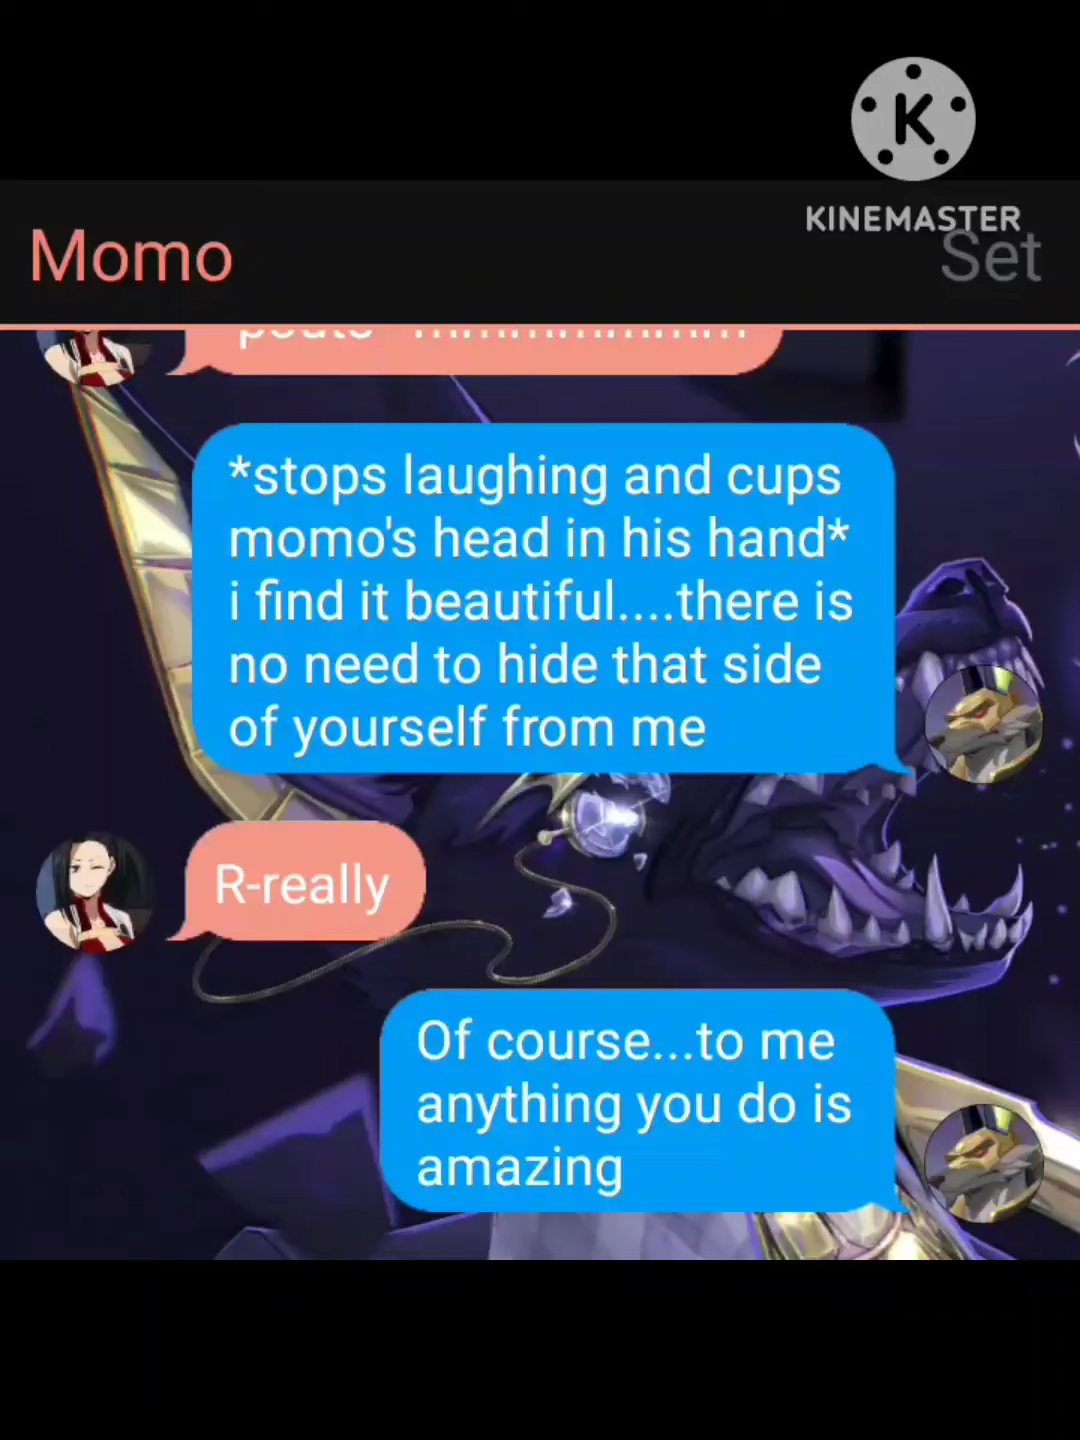 K
KINEMASTER
Momo
Set
*stops laughing and cups
momo's head in his hand*
i find it beautiful....there is
no need to hide that side
of yourself from me
R-really
Of course...to me
anything you do is
amazing